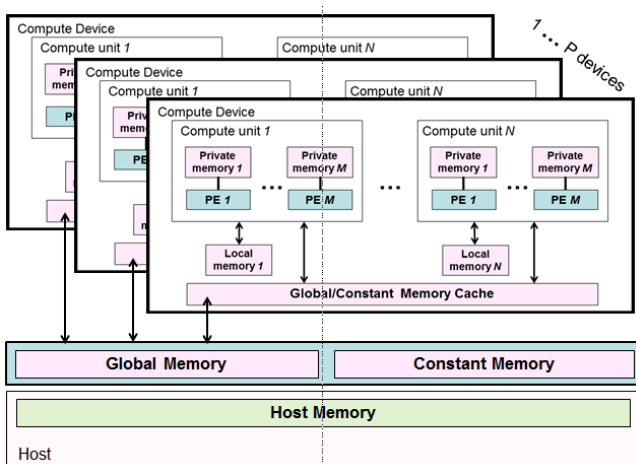 Compute Device
Compute unit 1
Compute unit N
1 ... P devices
Compute Device
Compute unit 1
Compute unit N
Compute Device
Compute unit 1
Compute unit N
Private
memory 1
Private
memory M
Private
memory 1
Private
memory M
PE 1
...
PE M
...
PE 1
...
PE M
Local
memory 1
Local
memory N
Global/Constant Memory Cache
Global Memory
Constant Memory
Host Memory
Host